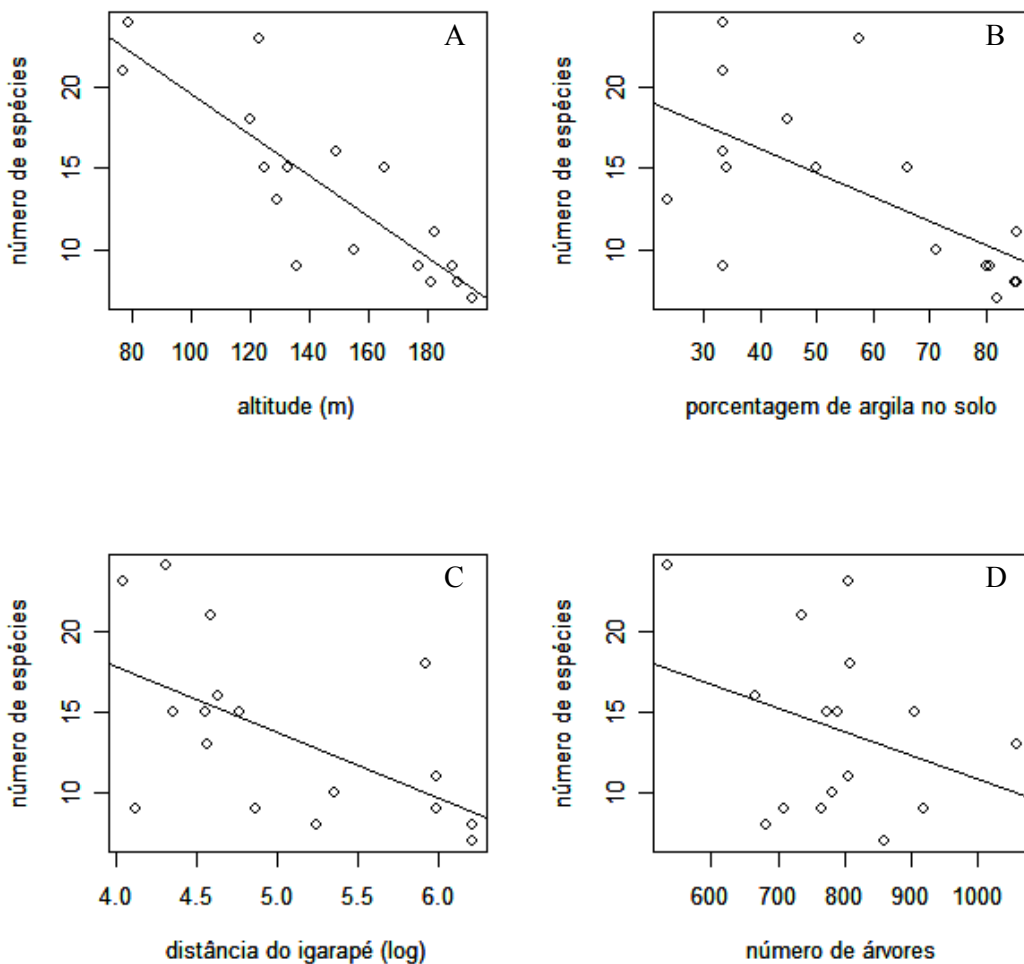 A
número de espécies
10
15
20
80
100
120
140
160
180
altitude (m)
B
número de espécies
10
15
20
30
40
50
60
70
80
porcentagem de argila no solo
C
número de espécies
10
15
20
4.0
4.5
5.0
5.5
6.0
distância do igarapé (log)
D
número de espécies
10
15
20
600
700
800
900
1000
número de árvores